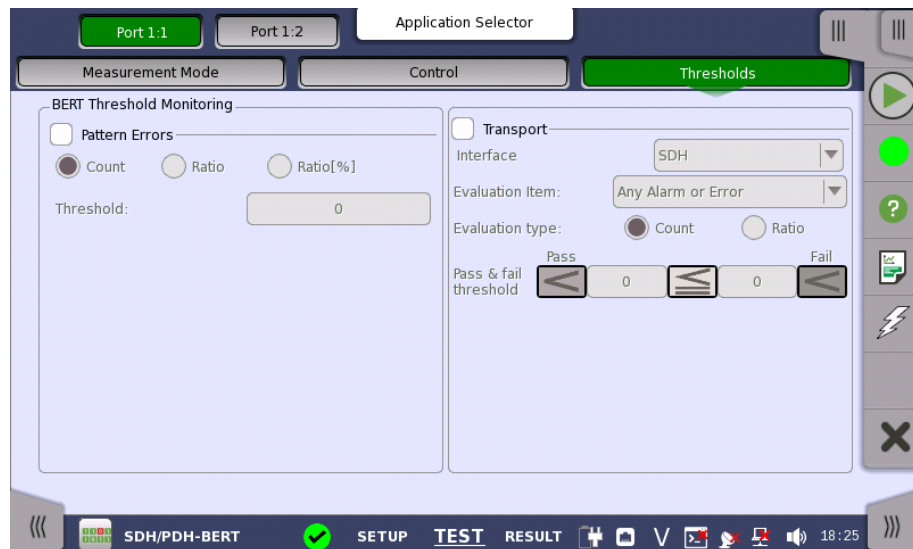 Port 1:1
Port 1:2
Application Selector
Measurement Mode
Control
Thresholds
BERT Threshold Monitoring
Pattern Errors
Count
Ratio
Ratio[%]
Threshold:
0
Transport
Interface
SDH
Evaluation Item:
Any Alarm or Error
Evaluation type:
Count
Ratio
Pass
Fail
Pass & fail
threshold
<
0
≦
0
<
?
SDH/PDH-BERT
SETUP
TEST
RESULT
V
18:25